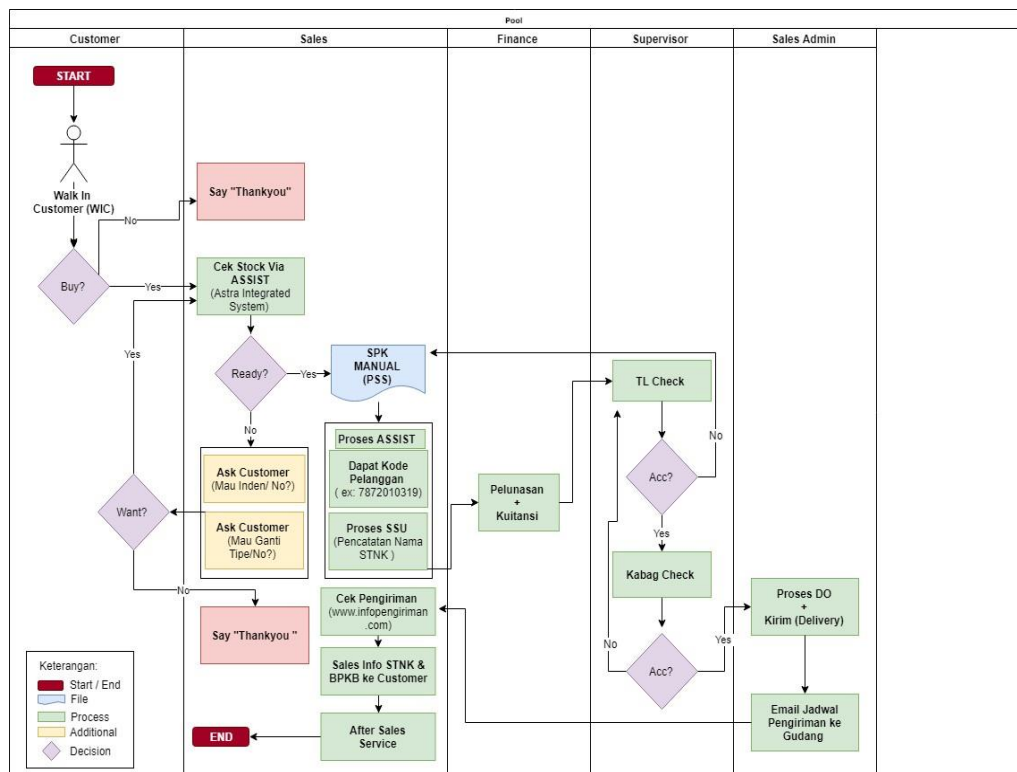 Pool
Customer
Sales
Finance
Supervisor
Sales Admin
START
Walk In
Customer (WIC)
No
Say "Thankyou"
Buy?
Yes
Cek Stock Via
ASSIST
(Astra Integrated
System)
Yes
Ready?
Yes
SPK
MANUAL
(PSS)
No
TL Check
No
Acc?
Yes
Proses ASSIST
Dapat Kode
Pelanggan
( ex: 7872010319)
Proses SSU
(Pencatatan Nama
STNK )
Ask Customer
(Mau Inden/ No?)
Ask Customer
(Mau Ganti
Tipe/No?)
Want?
No
Say "Thankyou "
Pelunasan
+
Kuitansi
Kabag Check
No
Acc?
Yes
Proses DO
+
Kirim (Delivery)
Email Jadwal
Pengiriman ke
Gudang
Cek Pengiriman
(www.infopengiriman
.com)
Sales Info STNK &
BPKB ke Customer
After Sales
Service
END
Keterangan:
Start / End
File
Process
Additional
Decision